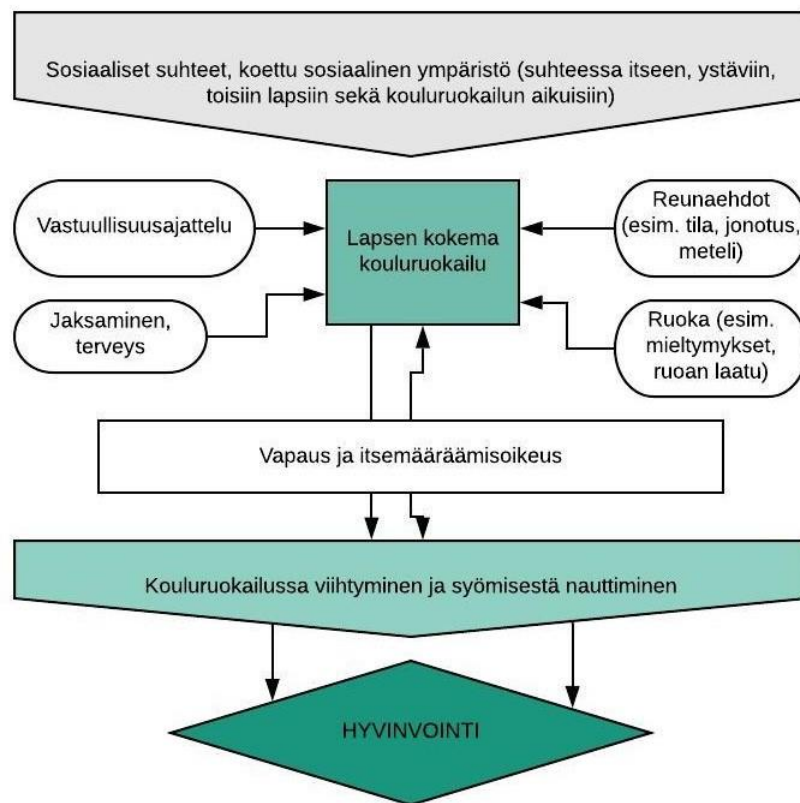 Sosiaaliset suhteet, koettu sosiaalinen ympäristö (suhteessa itseen, ystäviin,
toisiin lapsiin sekä kouluruokailun aikuisiin)
Vastuullisuusajattelu
Lapsen kokema
kouluruokailu
Reunaehdot
(esim. tila, jonotus,
meteli)
Jaksaminen,
terveys
Ruoka (esim.
mieltymykset,
ruoan laatu)
Vapaus ja itsemääräämisoikeus
Kouluruokailussa viihtyminen ja syömisestä nauttiminen
HYVINVOINTI